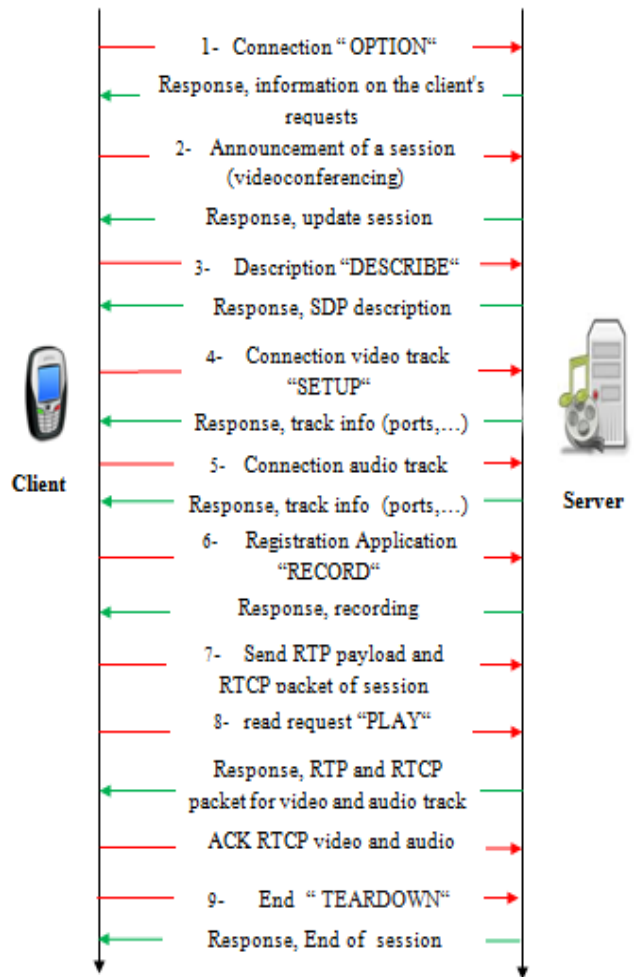 1- Connection “ OPTION“
Response, information on the client's
requests
2- Announcement of a session
(videoconferencing)
Response, update session
3- Description “DESCRIBE“
Response, SDP description
4- Connection video track
“SETUP“
Response, track info (ports,…)
5- Connection audio track
Response, track info (ports,…)
6- Registration Application
“RECORD“
Response, recording
7- Send RTP payload and
RTCP packet of session
8- read request “PLAY“
Response, RTP and RTCP
packet for video and audio track
ACK RTCP video and audio
9- End “ TEARDOWN“
Response, End of session
Client
Server